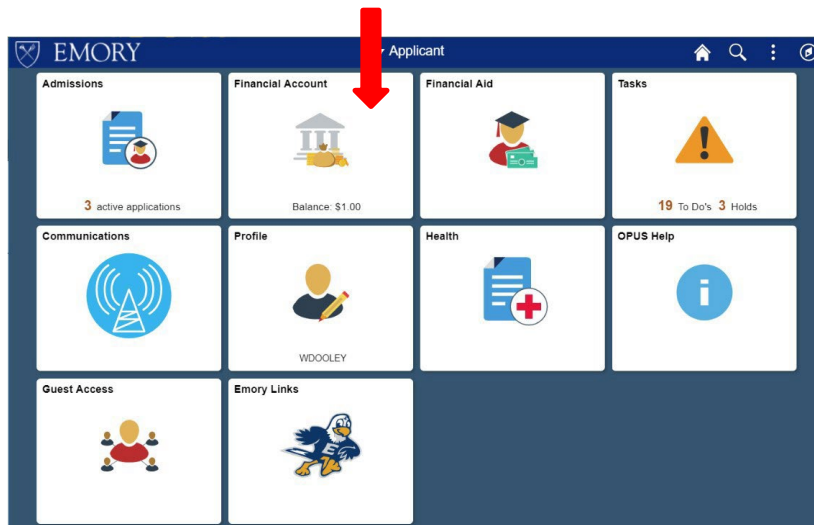 EMORY
Applicant
Admissions
3 active applications
Financial Account
Balance: $1.00
Financial Aid
Tasks
19 To Do's 3 Holds
Communications
Profile
WDOOLEY
Health
OPUS Help
i
Guest Access
Emory Links
E